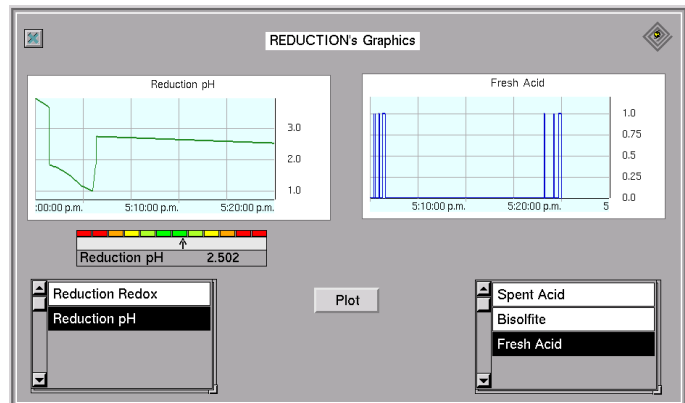 REDUCTION's Graphics
Reduction pH
3.0
2.0
1.0
:00:00 p.m. 5:10:00 p.m. 5:20:00 p.m.
Fresh Acid
1.0
0.75
0.5
0.25
0.0
5:10:00 p.m. 5:20:00 p.m. 5
Reduction pH 2.502
Reduction Redox
Reduction pH
Plot
Spent Acid
Bisolfite
Fresh Acid